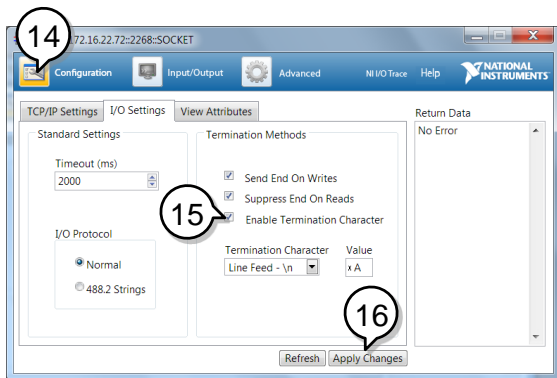 14
72.16.22.72::2268::SOCKET
Configuration
Input/Output
Advanced
NI I/O Trace
Help
NATIONAL
INSTRUMENTS
TCP/IP Settings
I/O Settings
View Attributes
Return Data
Standard Settings
Termination Methods
No Error
Timeout (ms)
2000
Send End On Writes
Suppress End On Reads
15
Enable Termination Character
I/O Protocol
Termination Character
Value
Normal
Line Feed - \n
x A
488.2 Strings
16
Refresh
Apply Changes